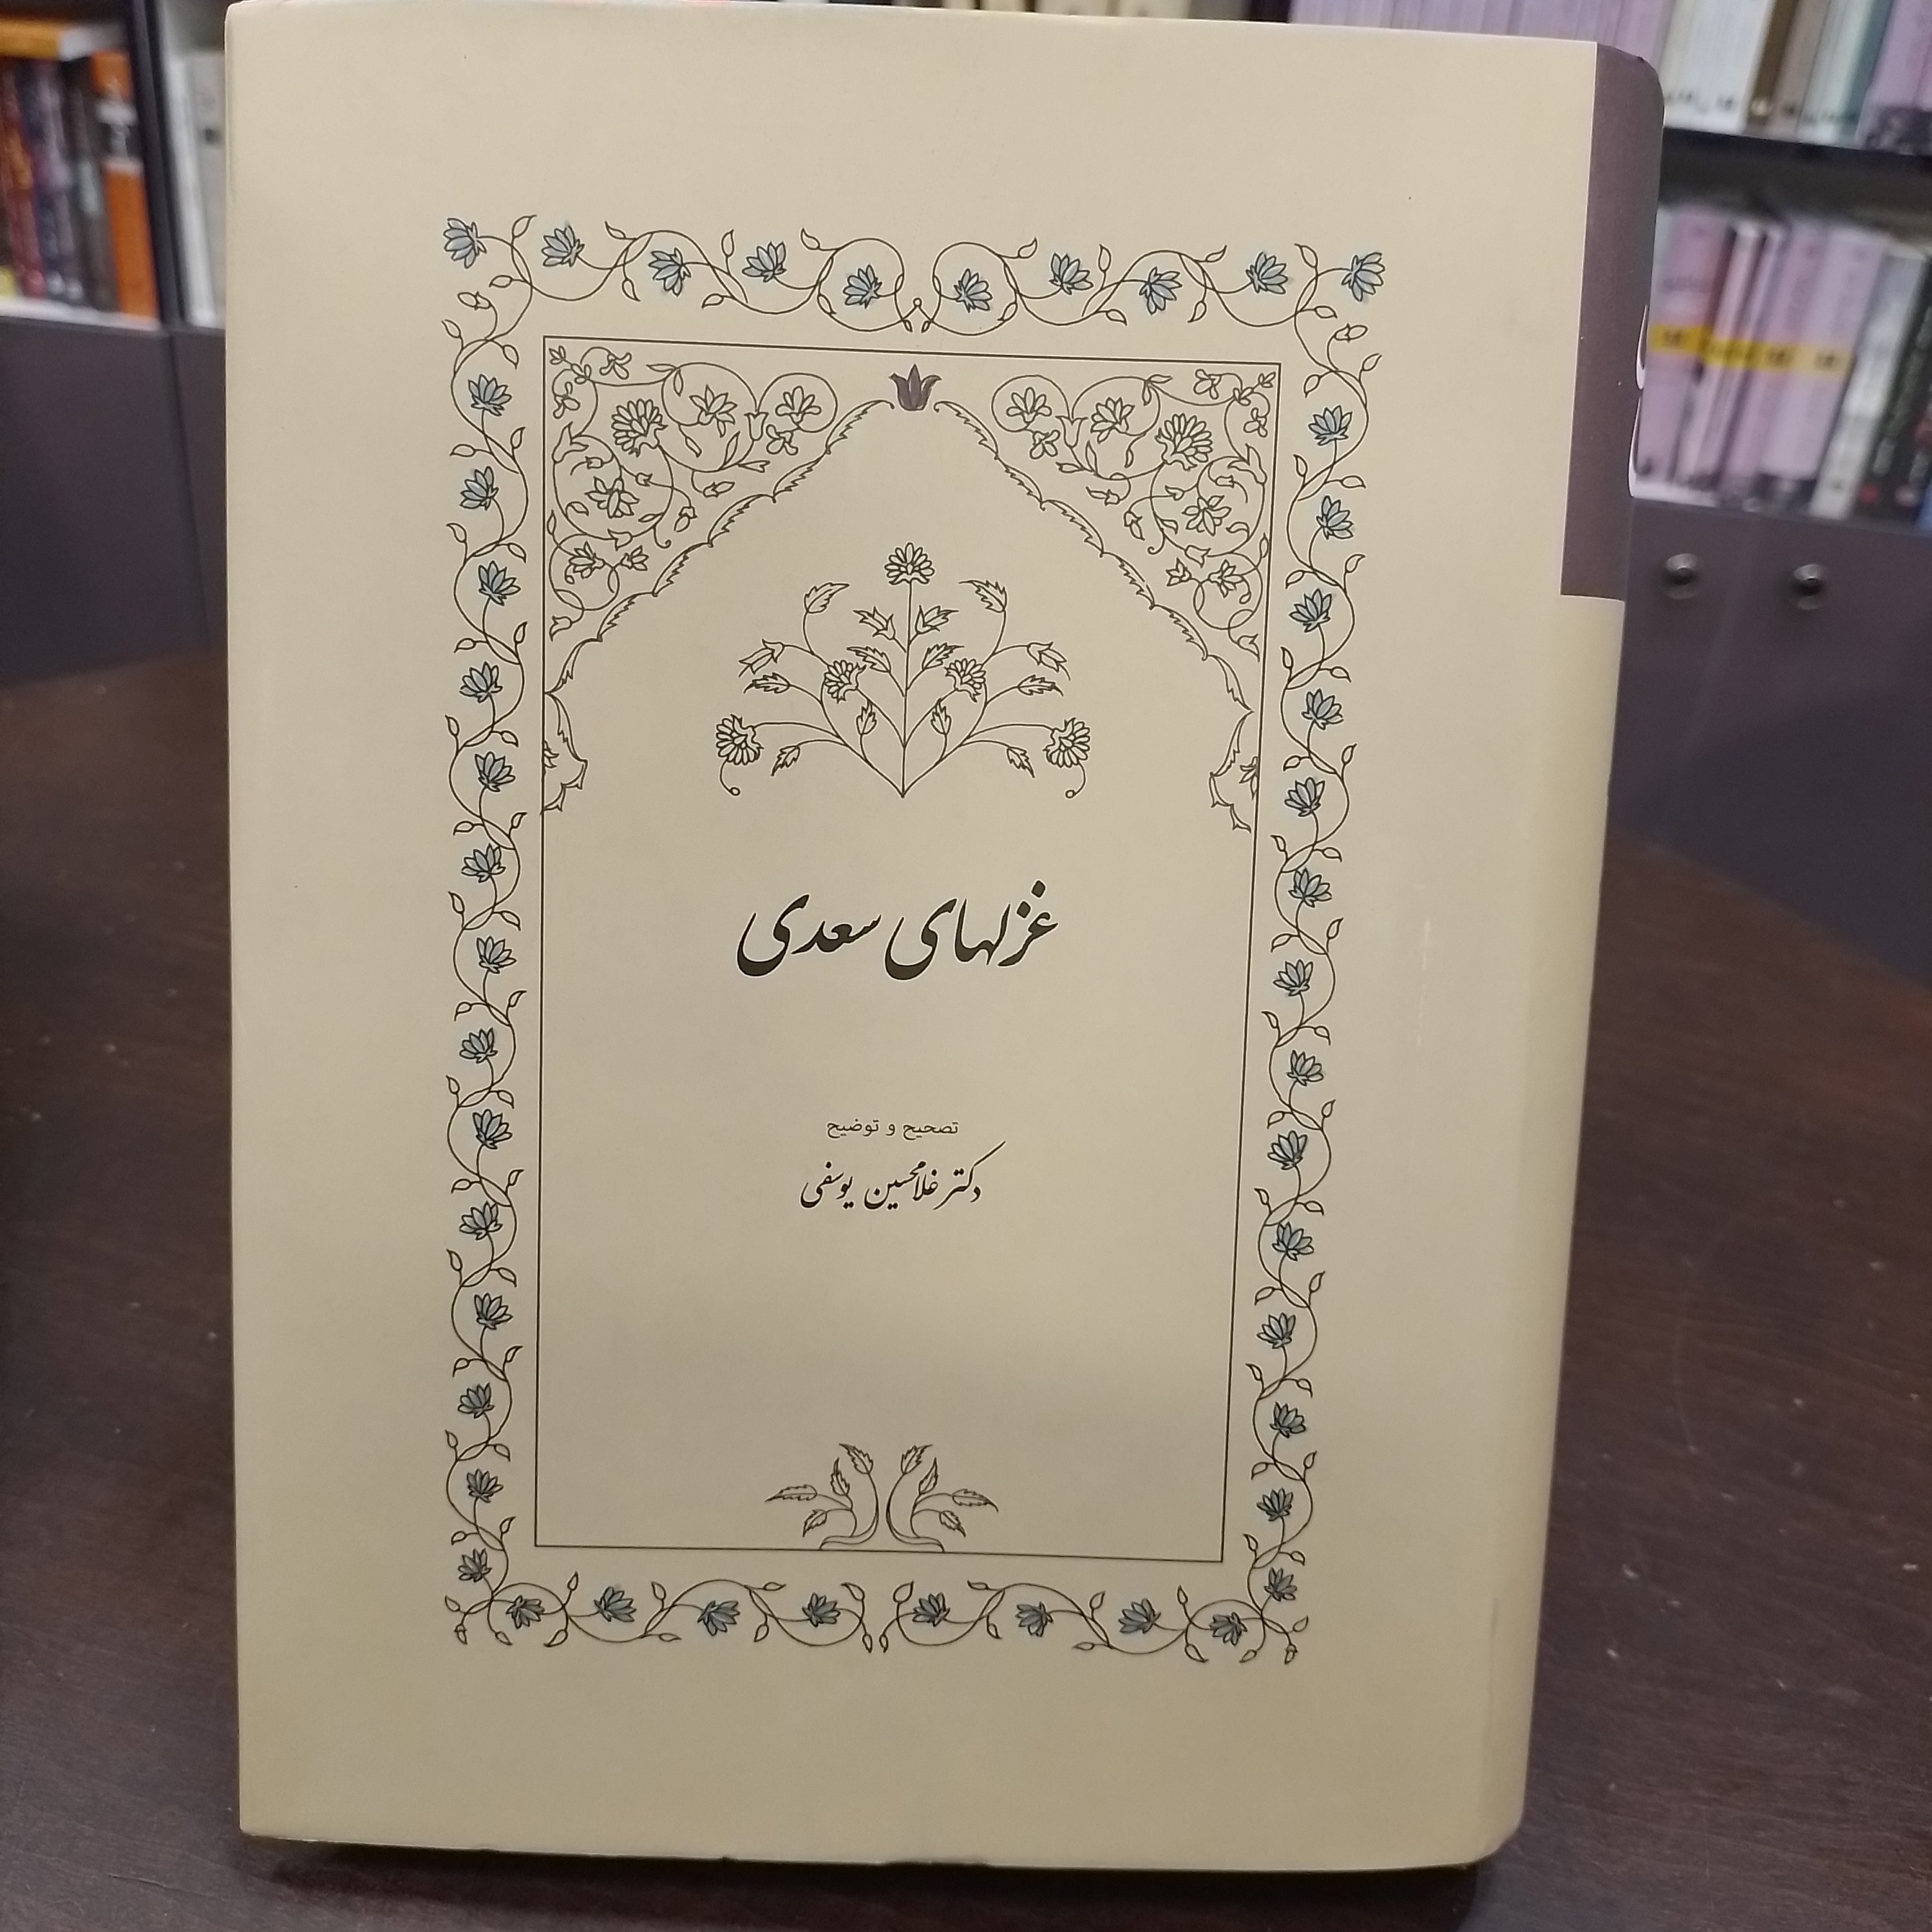 غزلهای سعدی
تصحیح و توضیح
دکتر غلامحسین یوسفی